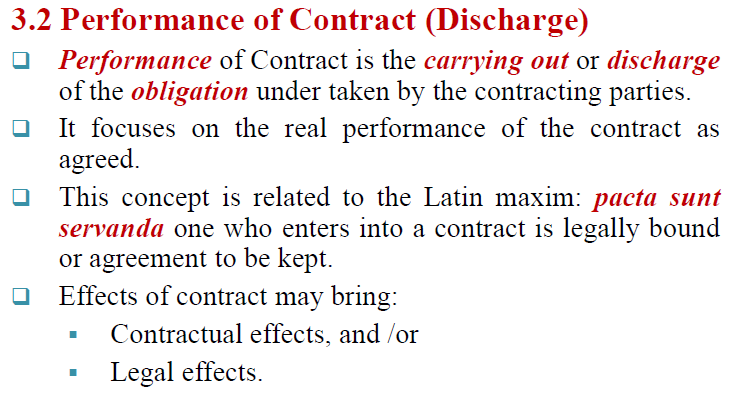 3.2 Performance of Contract (Discharge)
❑ Performance of Contract is the carrying out or discharge
of the obligation under taken by the contracting parties.
❑ It focuses on the real performance of the contract as
agreed.
❑ This concept is related to the Latin maxim: pacta sunt
servanda one who enters into a contract is legally bound
or agreement to be kept.
❑ Effects of contract may bring:
▪ Contractual effects, and /or
▪ Legal effects.